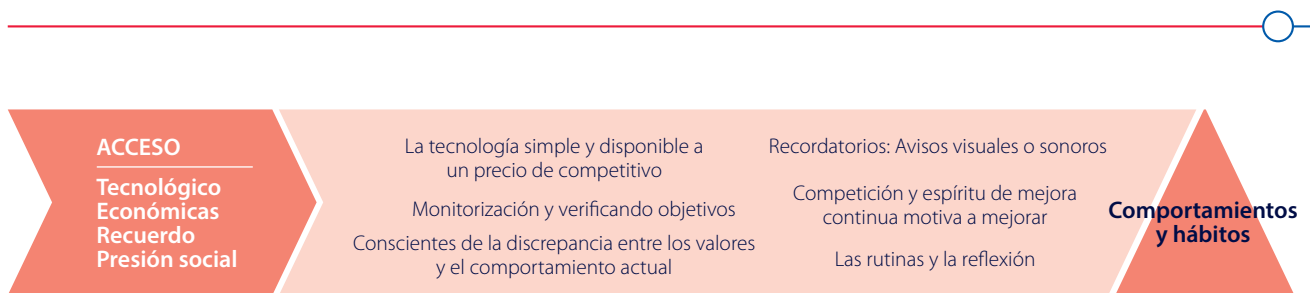 ACCESO
Tecnológico
Económicas
Recuerdo
Presión social
La tecnología simple y disponible a
un precio de competitivo
Monitorización y verificando objetivos
Conscientes de la discrepancia entre los valores
y el comportamiento actual
Recordatorios: Avisos visuales o sonoros
Competición y espíritu de mejora
continua motiva a mejorar
Las rutinas y la reflexión
Comportamientos
y hábitos